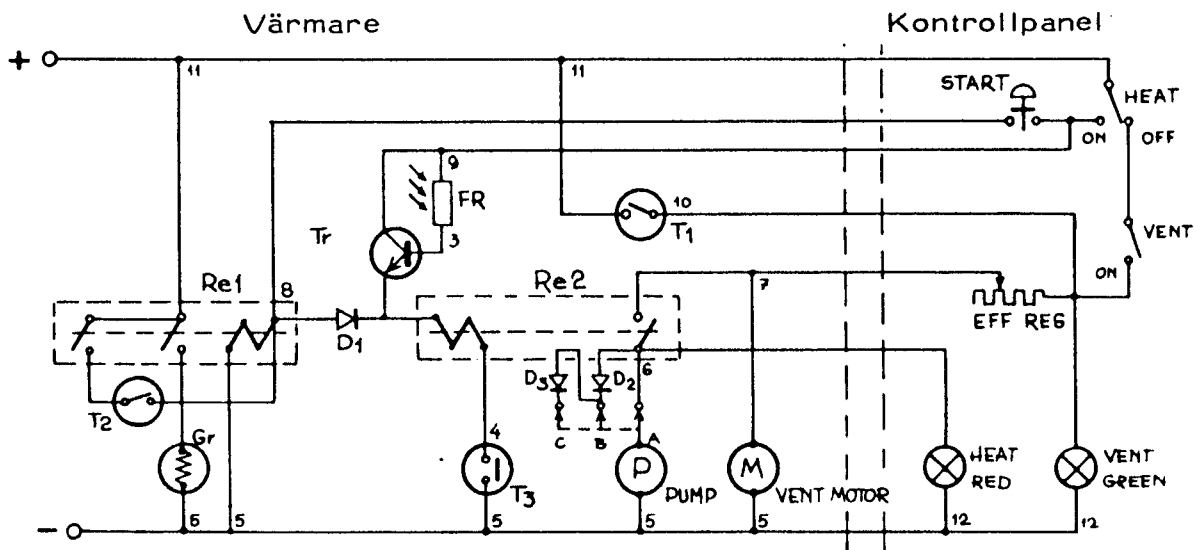 Värmare
Kontrollpanel
+
11
11
START
HEAT
ON
OFF
9
FR
3
Tr
10
T1
VENT
ON
Re1
8
Re2
7
EFF REG
D1
D3
D2
6
T2
C
B
A
Gr
4
T3
P
PUMP
M
VENT MOTOR
HEAT
RED
VENT
GREEN
-
5
5
5
5
5
12
12